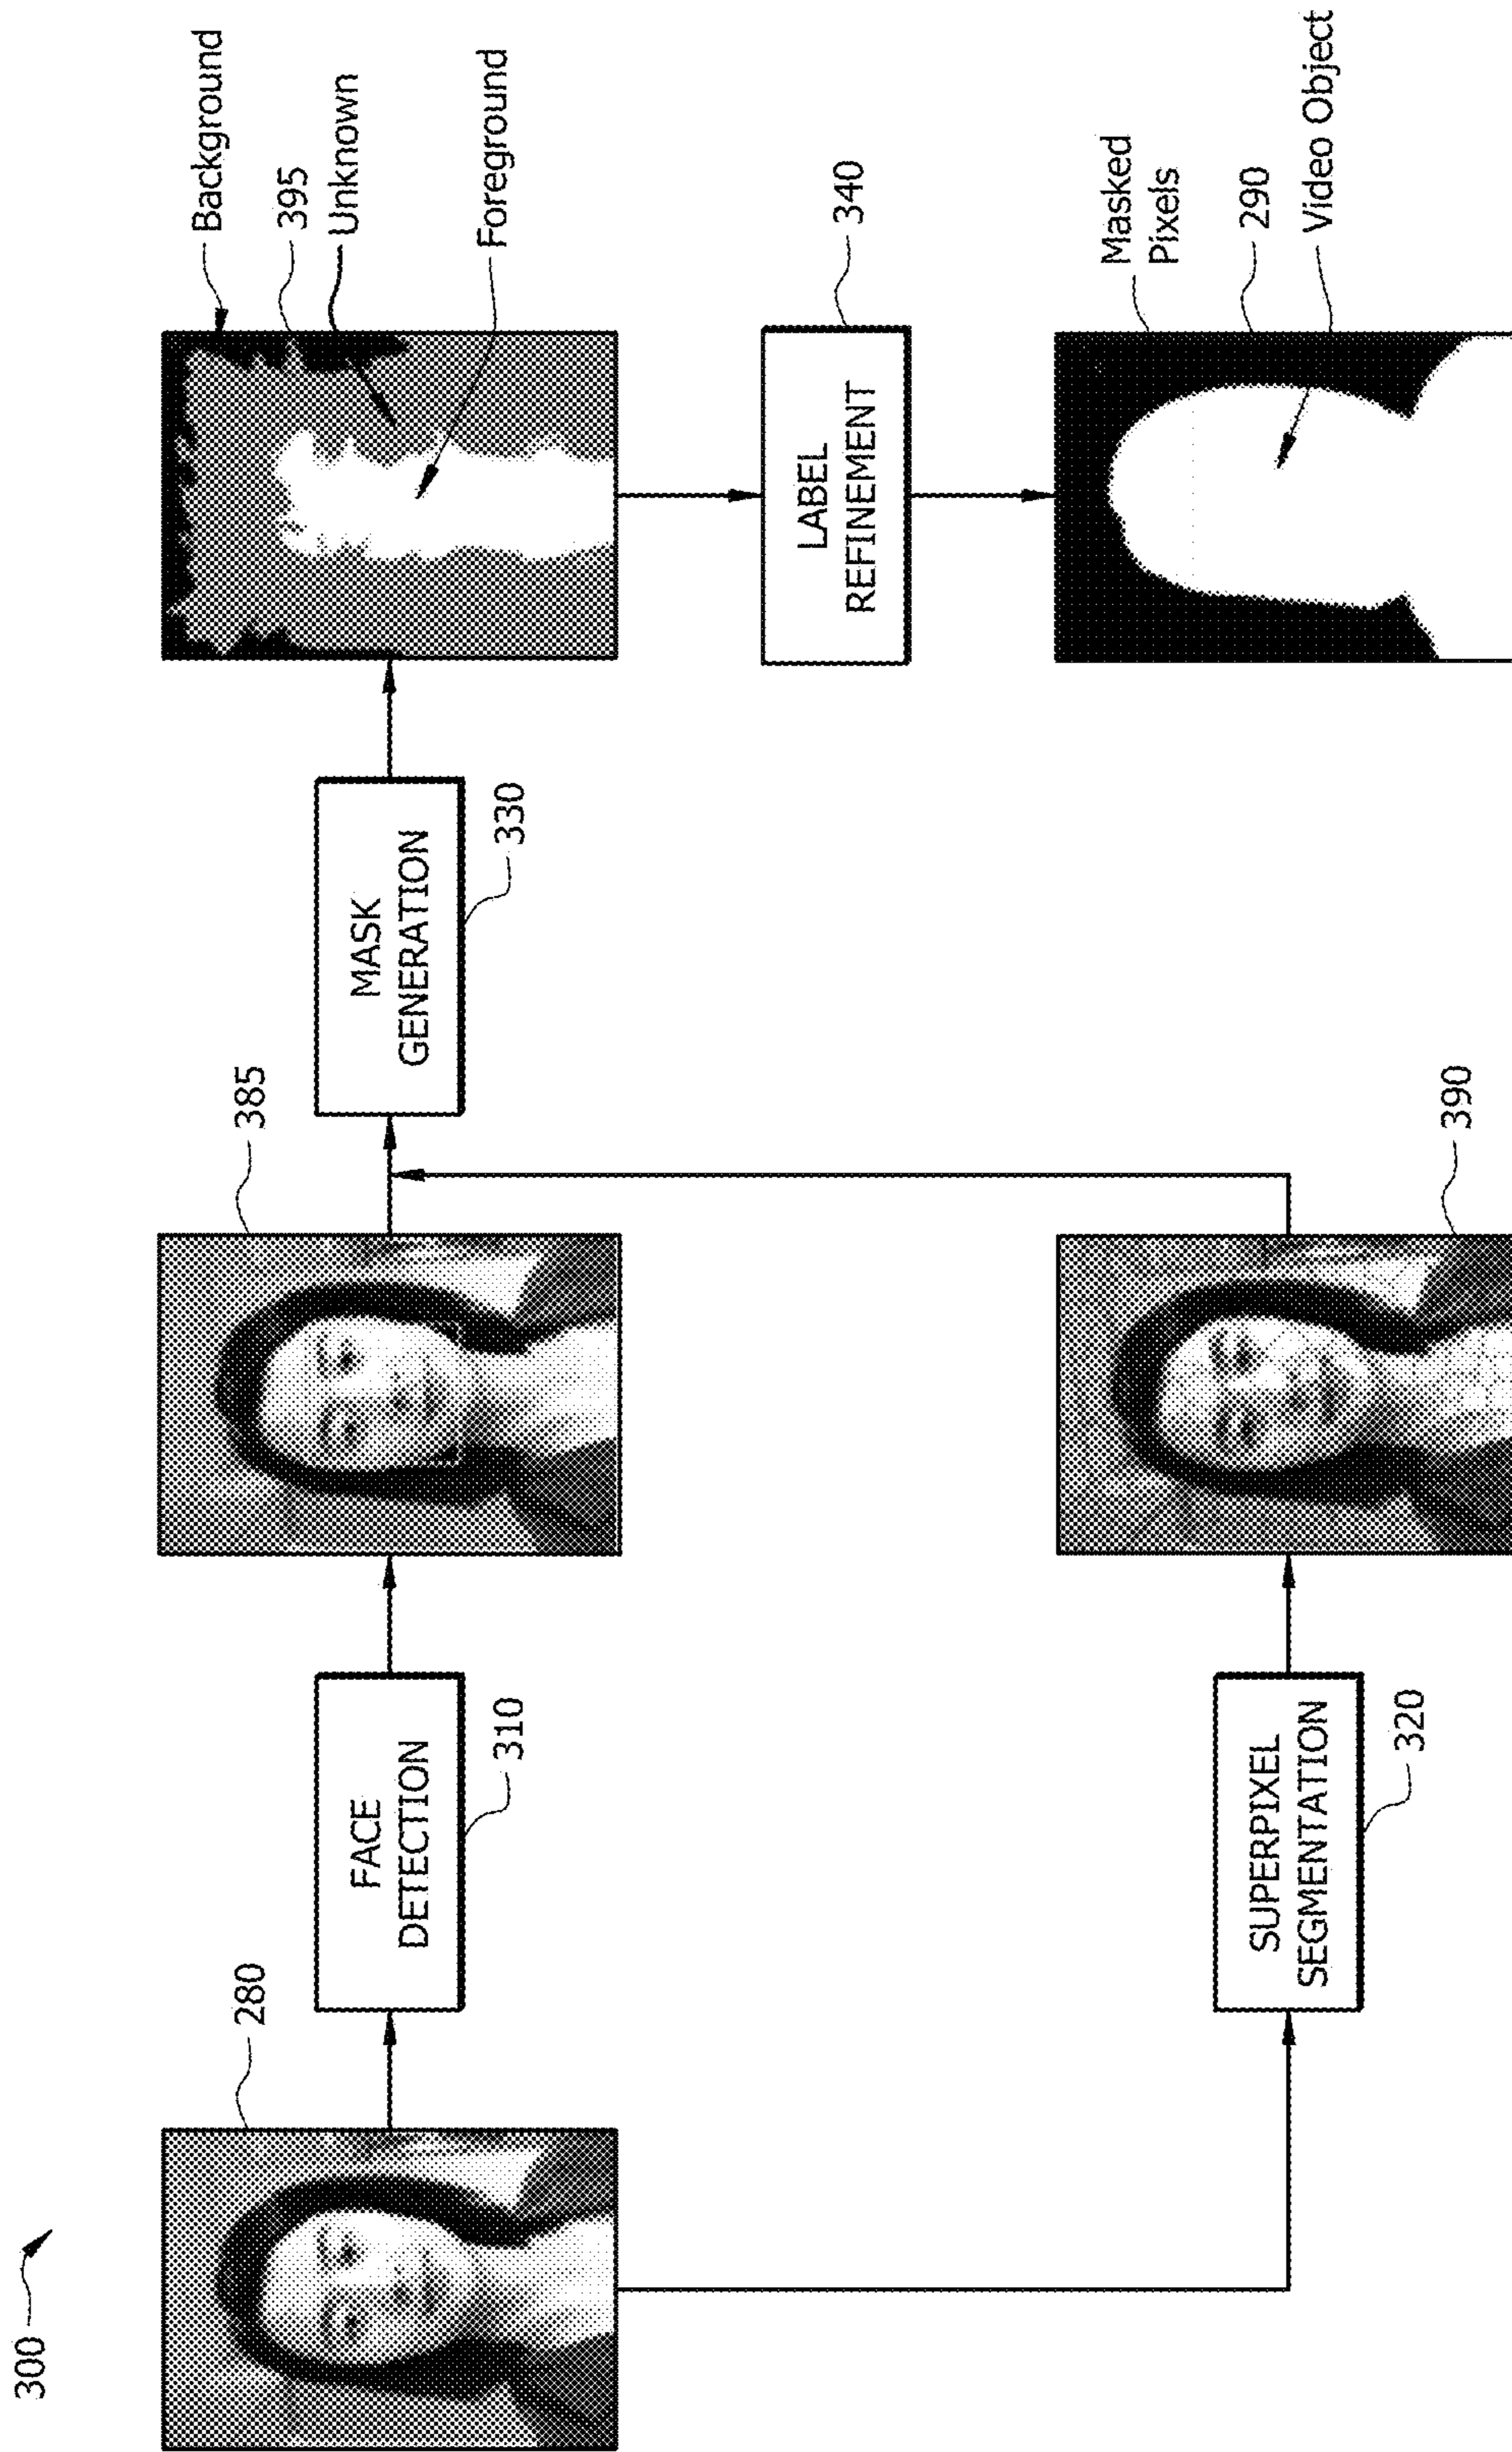 300
280
FACE
DETECTION
310
385
MASK
GENERATION
330
Background
395
Unknown
Foreground
SUPERPIXEL
SEGMENTATION
320
390
LABEL
REFINEMENT
340
Masked
Pixels
290
Video Object